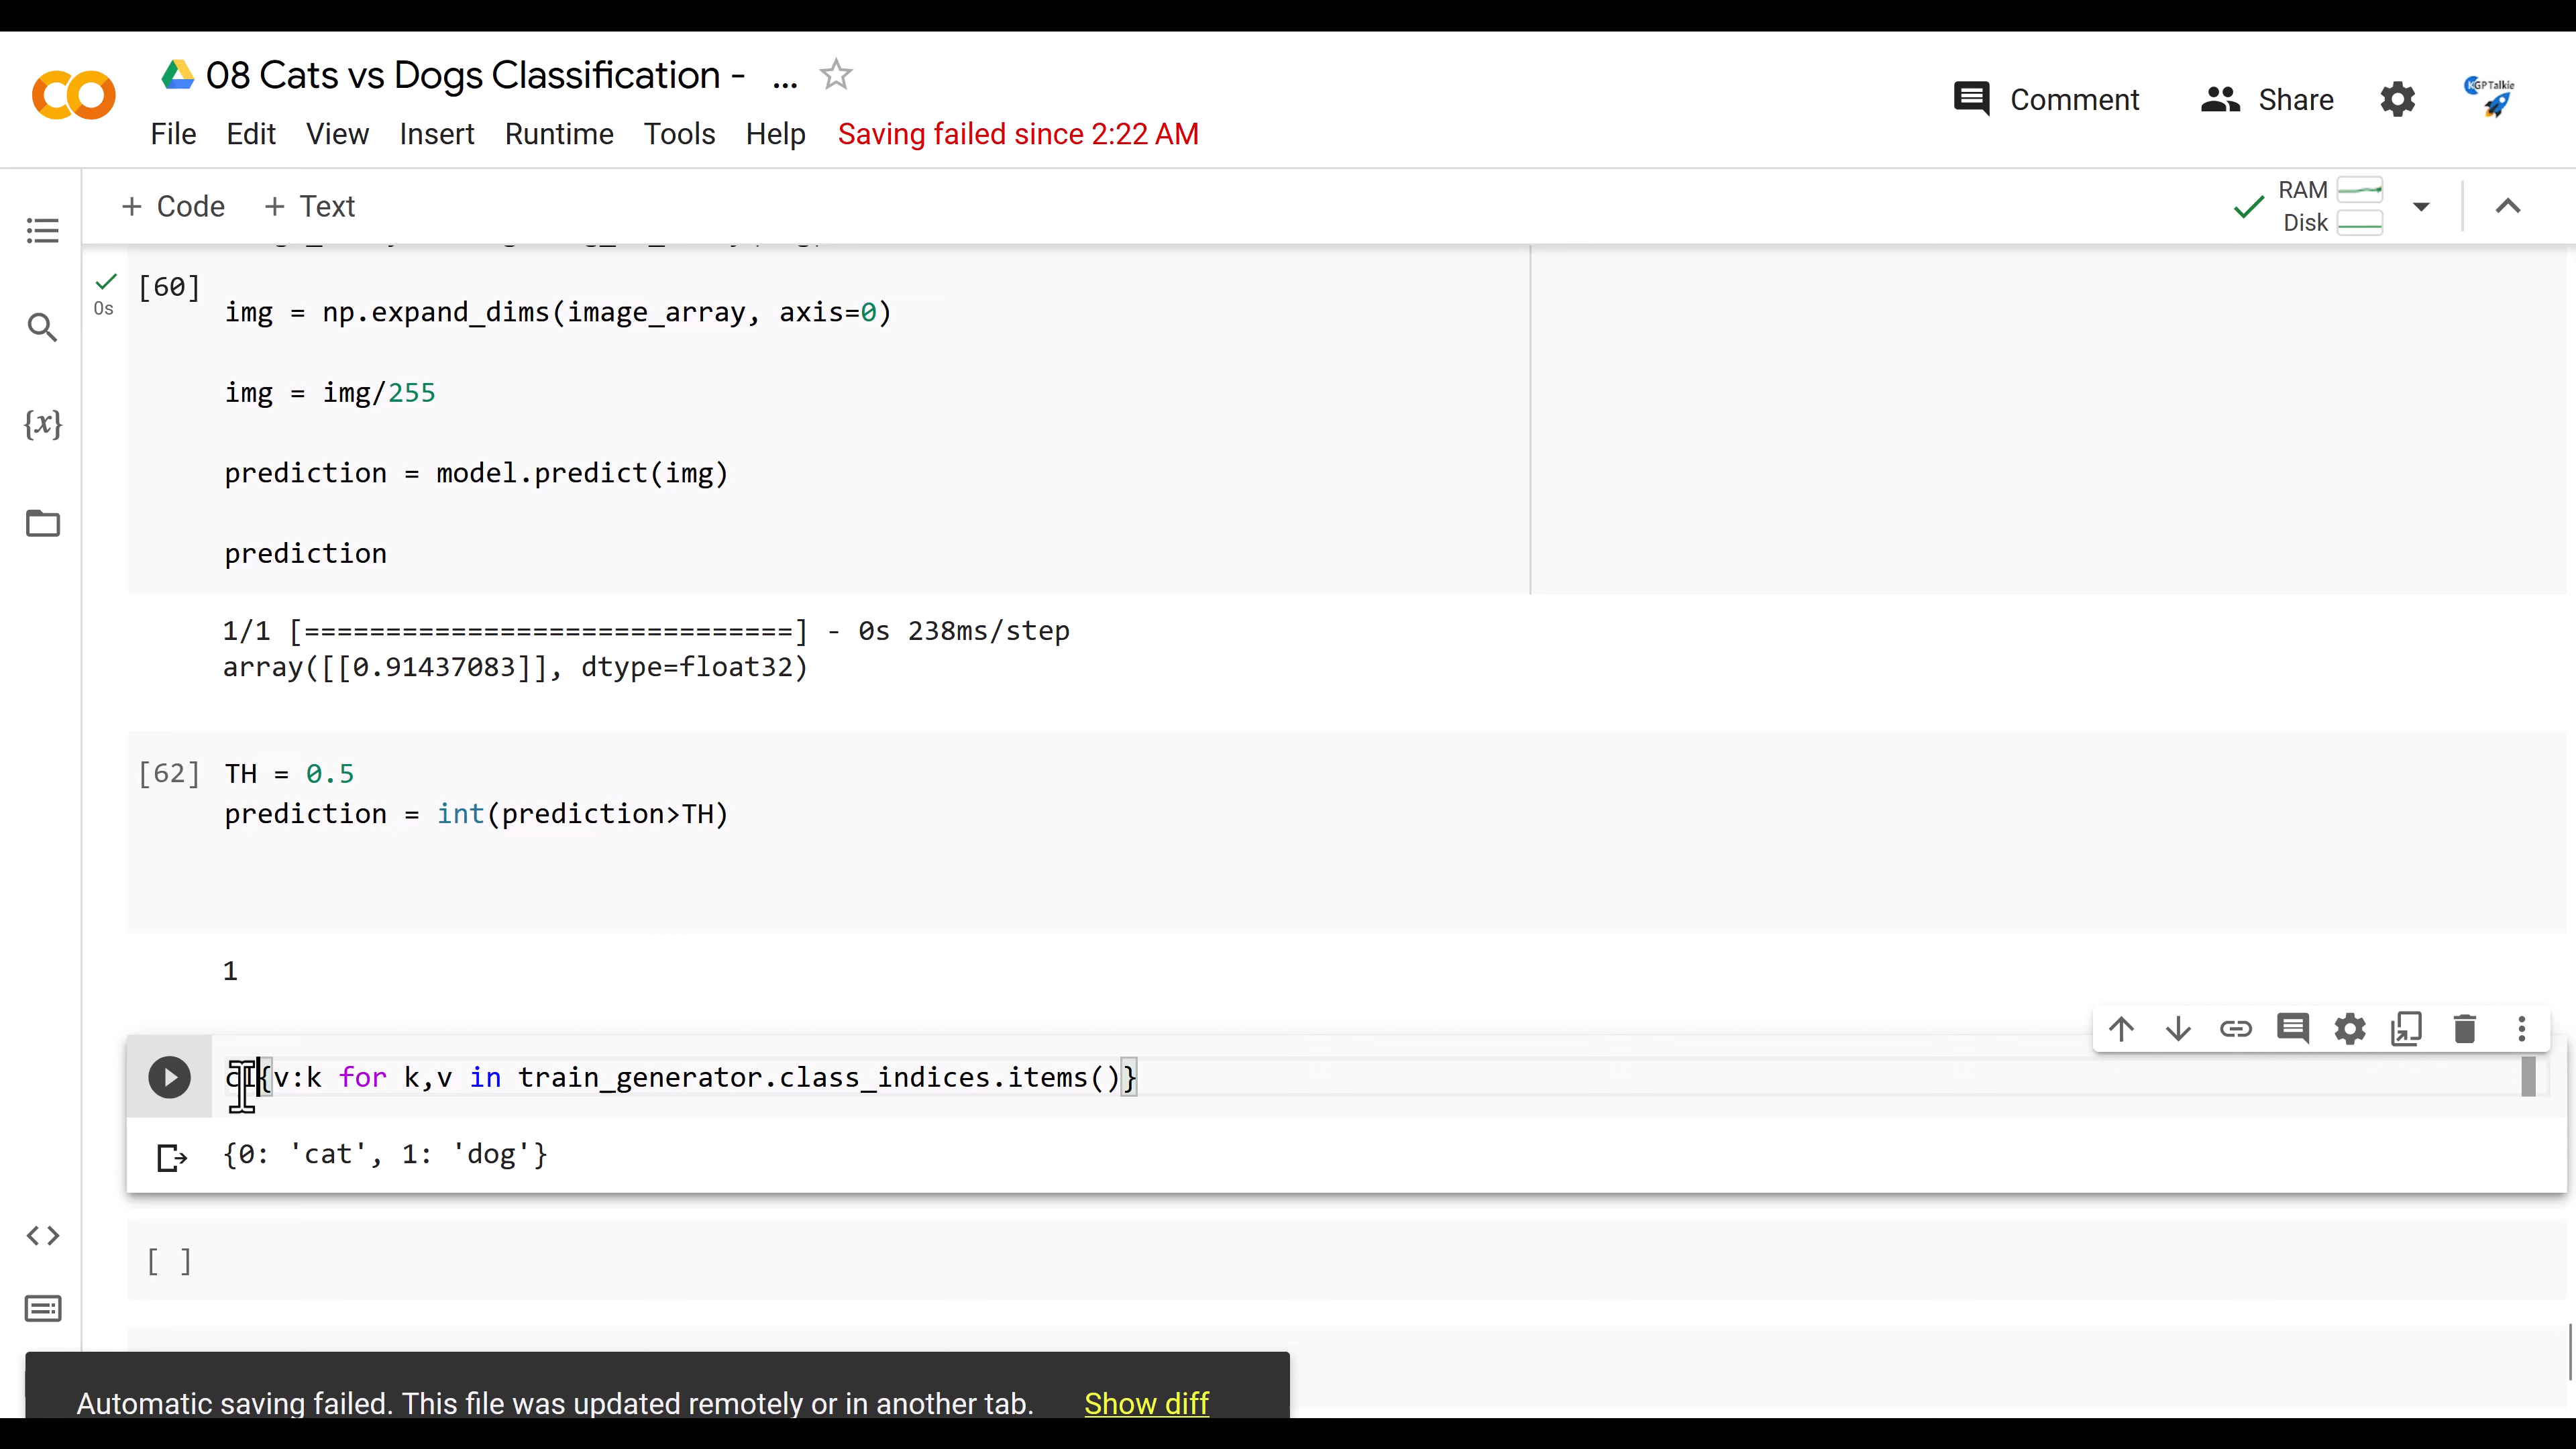 08 Cats vs Dogs Classification - ...
KGPTalkie
Comment
Share
File Edit View Insert Runtime Tools Help Saving failed since 2:22 AM
+ Code + Text
RAM
Disk
[60]
0s
img = np.expand_dims(image_array, axis=0)
img = img/255
prediction = model.predict(img)
prediction
1/1 [==============================] - 0s 238ms/step
array([[0.91437083]], dtype=float32)
[62] TH = 0.5
prediction = int(prediction>TH)
1
{v:k for k,v in train_generator.class_indices.items()}
{0: 'cat', 1: 'dog'}
[ ]
Automatic saving failed. This file was updated remotely or in another tab. Show diff